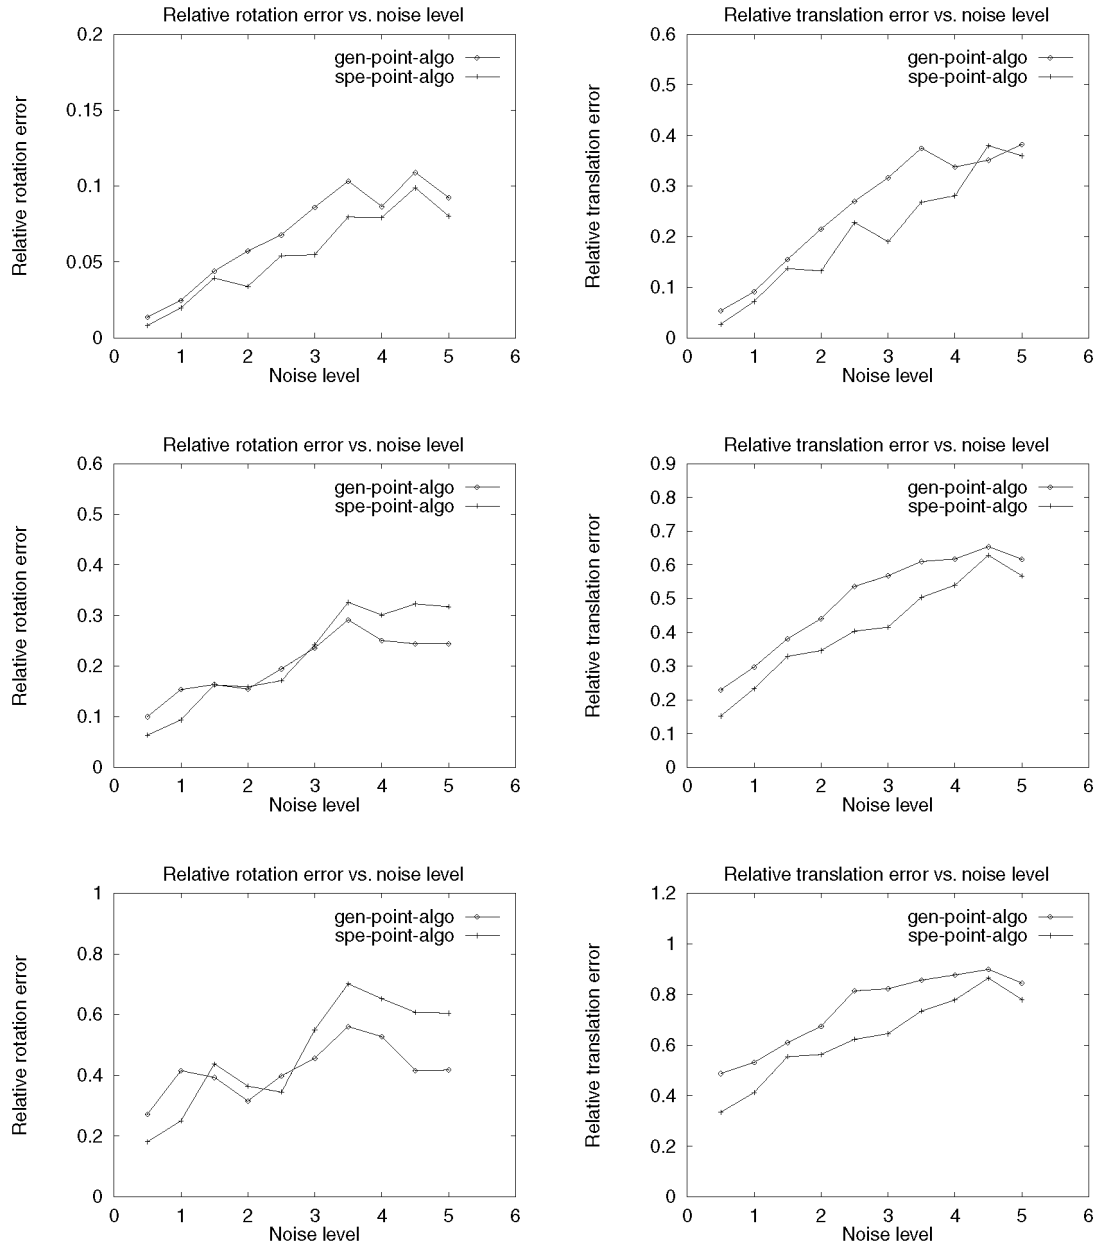 Relative rotation error vs. noise level
0.2
0.15
0.1
0.05
0
Relative rotation error
gen-point-algo
spe-point-algo
0 1 2 3 4 5 6
Noise level
Relative translation error vs. noise level
0.6
0.5
0.4
0.3
0.2
0.1
0
Relative translation error
gen-point-algo
spe-point-algo
0 1 2 3 4 5 6
Noise level
Relative rotation error vs. noise level
0.6
0.5
0.4
0.3
0.2
0.1
0
Relative rotation error
gen-point-algo
spe-point-algo
0 1 2 3 4 5 6
Noise level
Relative translation error vs. noise level
0.9
0.8
0.7
0.6
0.5
0.4
0.3
0.2
0.1
0
Relative translation error
gen-point-algo
spe-point-algo
0 1 2 3 4 5 6
Noise level
Relative rotation error vs. noise level
1
0.8
0.6
0.4
0.2
0
Relative rotation error
gen-point-algo
spe-point-algo
0 1 2 3 4 5 6
Noise level
Relative translation error vs. noise level
1.2
1
0.8
0.6
0.4
0.2
0
Relative translation error
gen-point-algo
spe-point-algo
0 1 2 3 4 5 6
Noise level